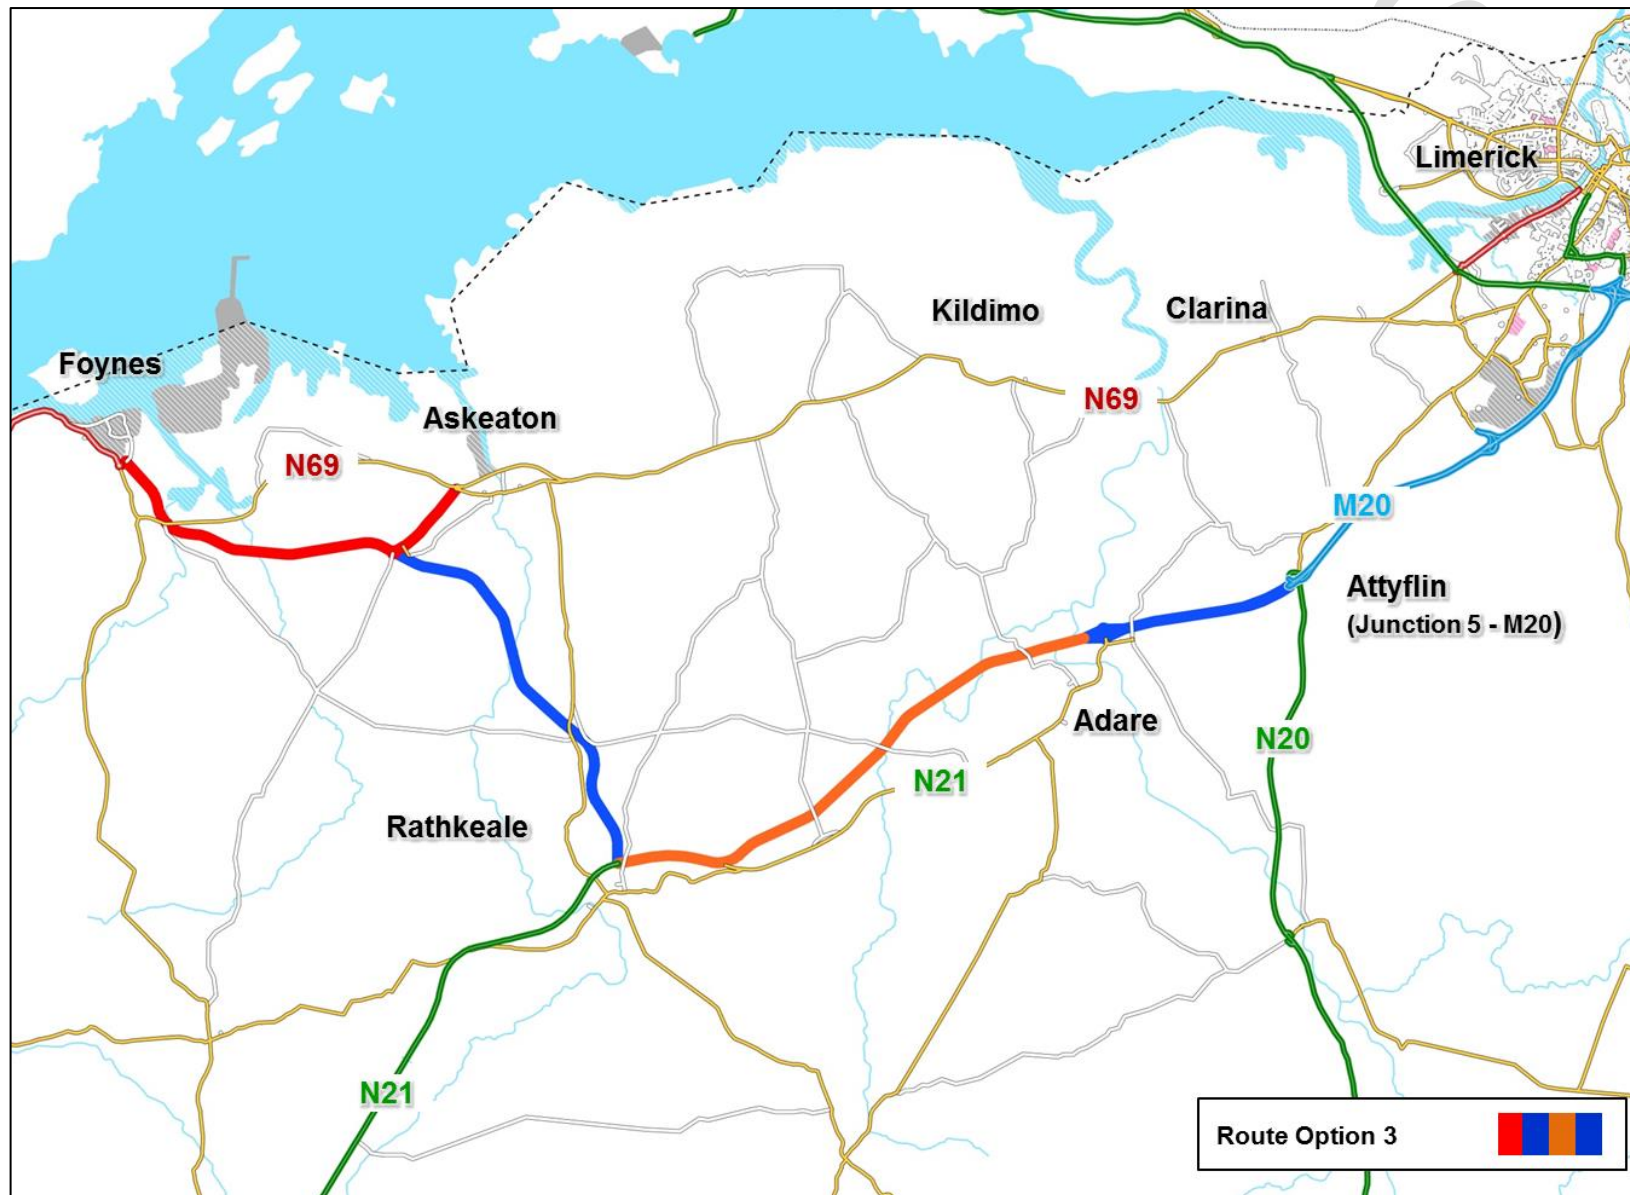 Limerick
Kildimo
Clarina
Foynes
Askeaton
N69
N69
M20
Attyflin
(Junction 5 - M20)
Adare
N20
N21
Rathkeale
N21
Route Option 3